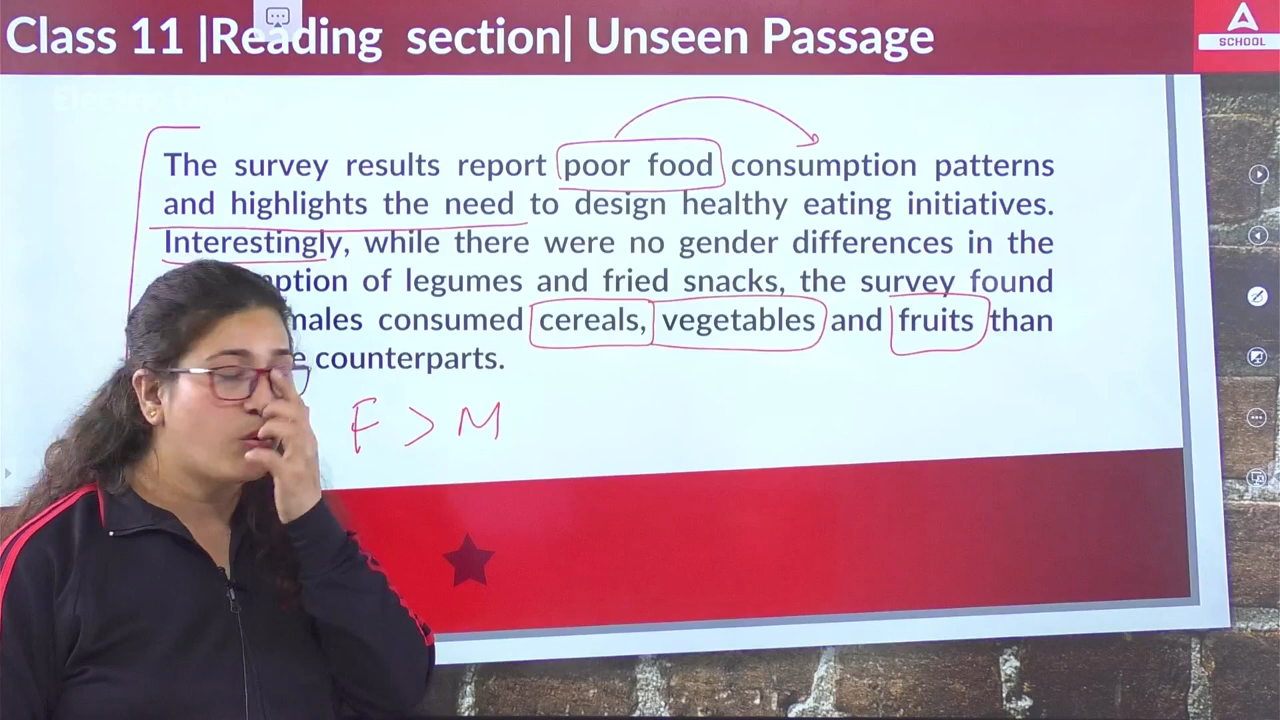 Class 11 |Reading section| Unseen Passage
SCHOOL
The survey results report poor food consumption patterns
and highlights the need to design healthy eating initiatives.
Interestingly, while there were no gender differences in the
of legumes and fried snacks, the survey found
consumed cereals, vegetables and fruits than
counterparts.
F > M